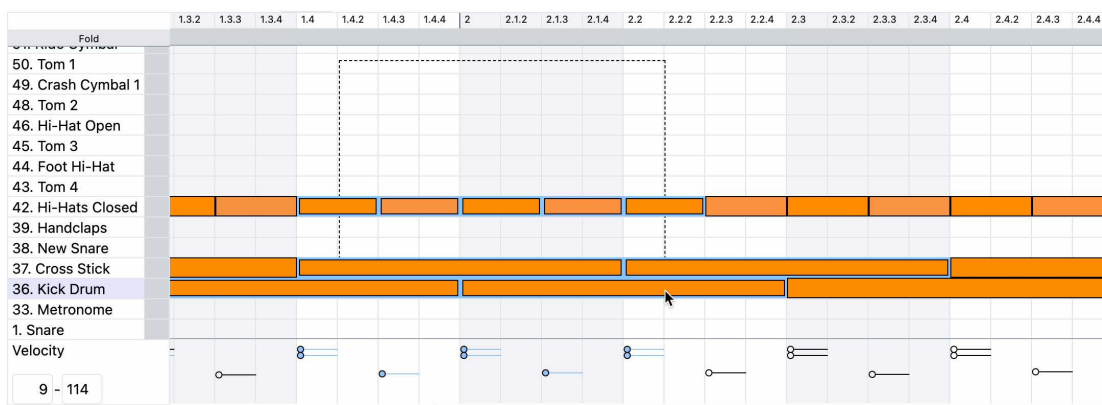 1.3.2 1.3.3 1.3.4 1.4 1.4.2 1.4.3 1.4.4 2 2.1.2 2.1.3 2.1.4 2.2 2.2.2 2.2.3 2.2.4 2.3 2.3.2 2.3.3 2.3.4 2.4 2.4.2 2.4.3 2.4.4
Fold
50. Tom 1
49. Crash Cymbal 1
48. Tom 2
46. Hi-Hat Open
45. Tom 3
44. Foot Hi-Hat
43. Tom 4
42. Hi-Hats Closed
39. Handclaps
38. New Snare
37. Cross Stick
36. Kick Drum
33. Metronome
1. Snare
Velocity
9 - 114